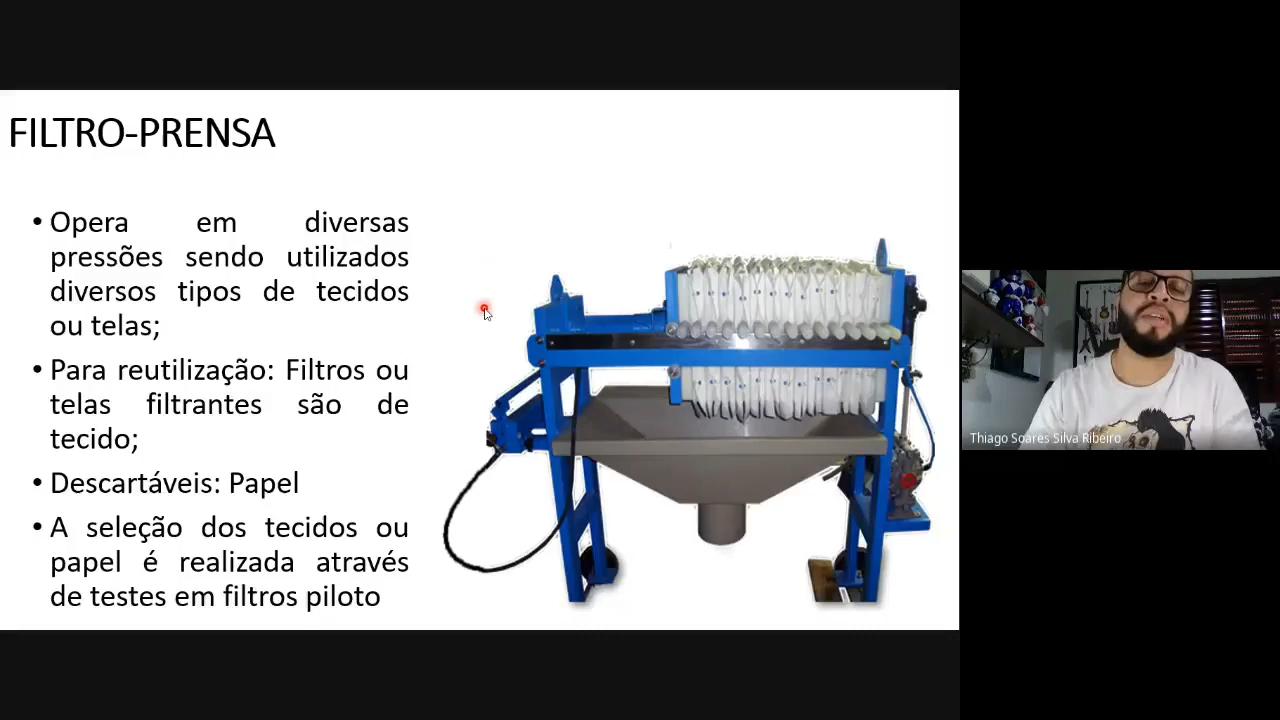 FILTRO-PRENSA
• Opera em diversas
pressões sendo utilizados
diversos tipos de tecidos
ou telas;
• Para reutilização: Filtros ou
telas filtrantes são de
tecido;
• Descartáveis: Papel
• A seleção dos tecidos ou
papel é realizada através
de testes em filtros piloto
Thiago Soares Silva Ribeiro